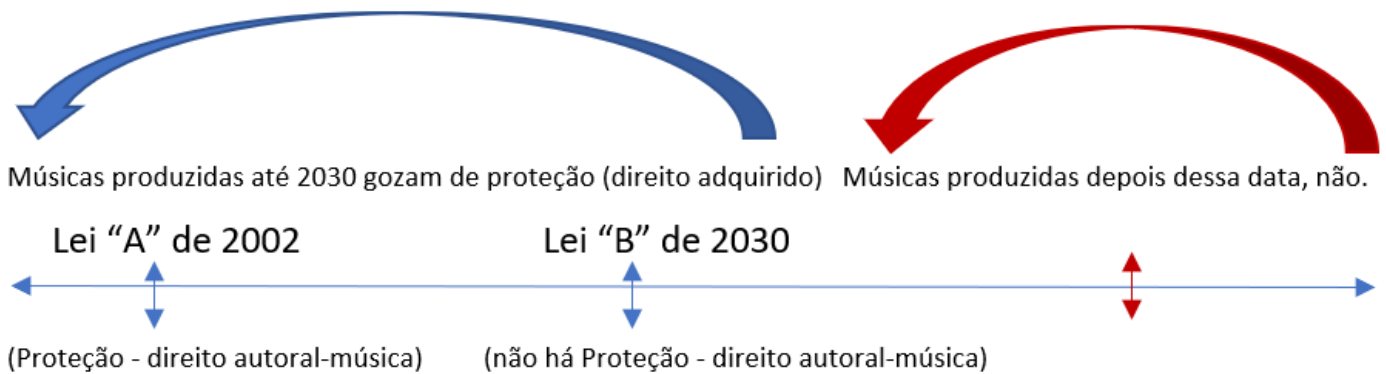 Músicas produzidas até 2030 gozam de proteção (direito adquirido) Músicas produzidas depois dessa data, não.
Lei “A” de 2002 Lei “B” de 2030
(Proteção - direito autoral-música) (não há Proteção - direito autoral-música)